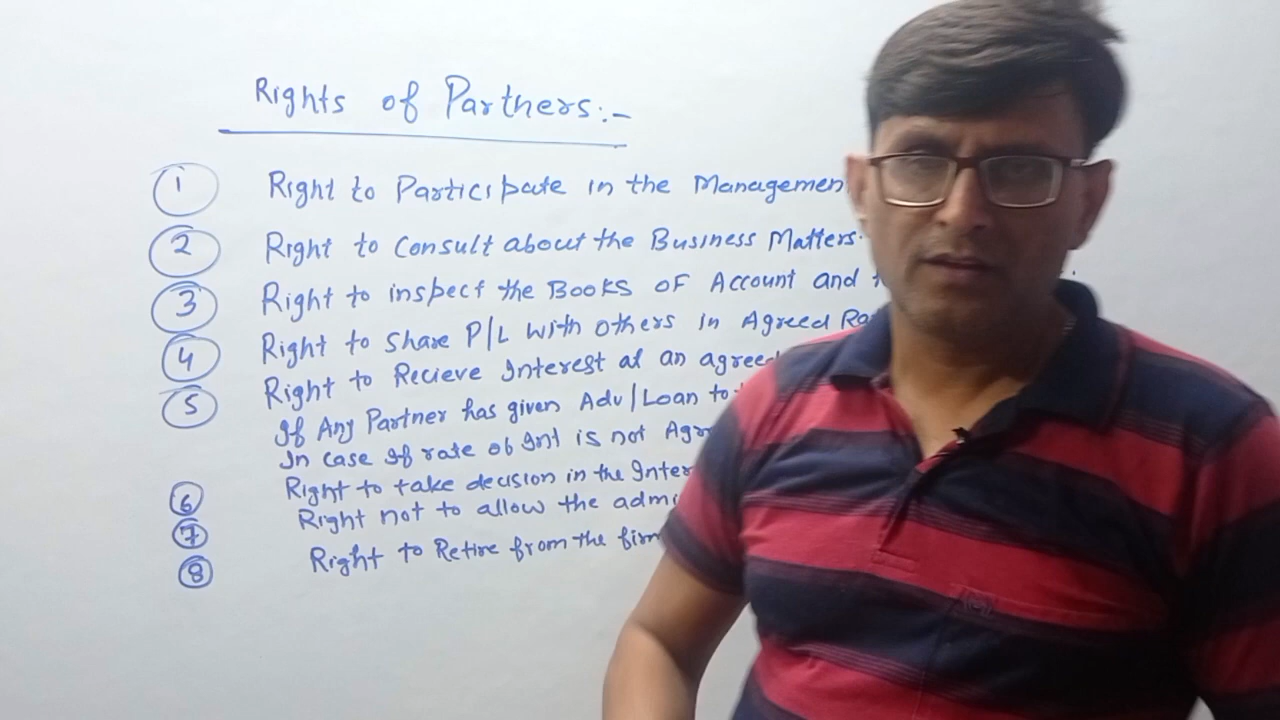 Rights of Partners:-
1 Right to Participate in the Managemen
2 Right to Consult about the Business Matters.
3 Right to inspect the Books of Account and
4 Right to Share P/L with others in Agreed
5 Right to Recieve Interest at an agreed
If Any Partner has given Adv/Loan to
In case If rate of Int is not Agr
6 Right to take decision in the Inter
7 Right not to allow the admi
8 Right to Retire from the firm